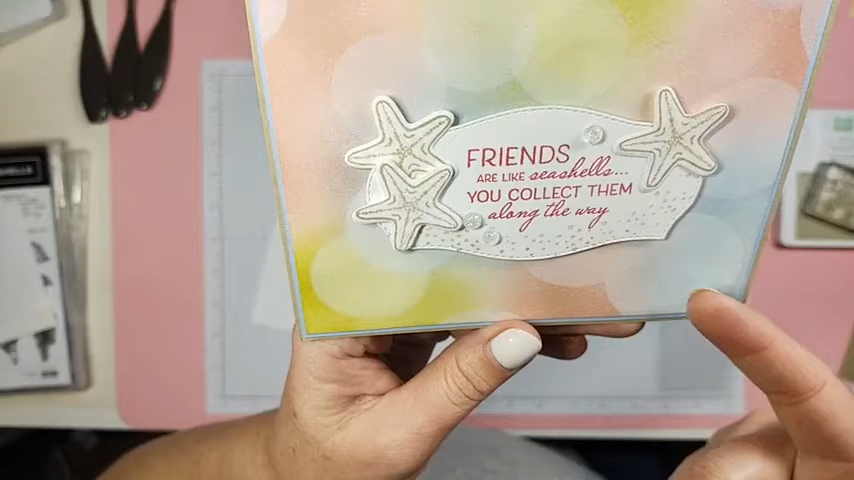 FRIENDS
ARE LIKE seashells...
YOU COLLECT THEM
along the way